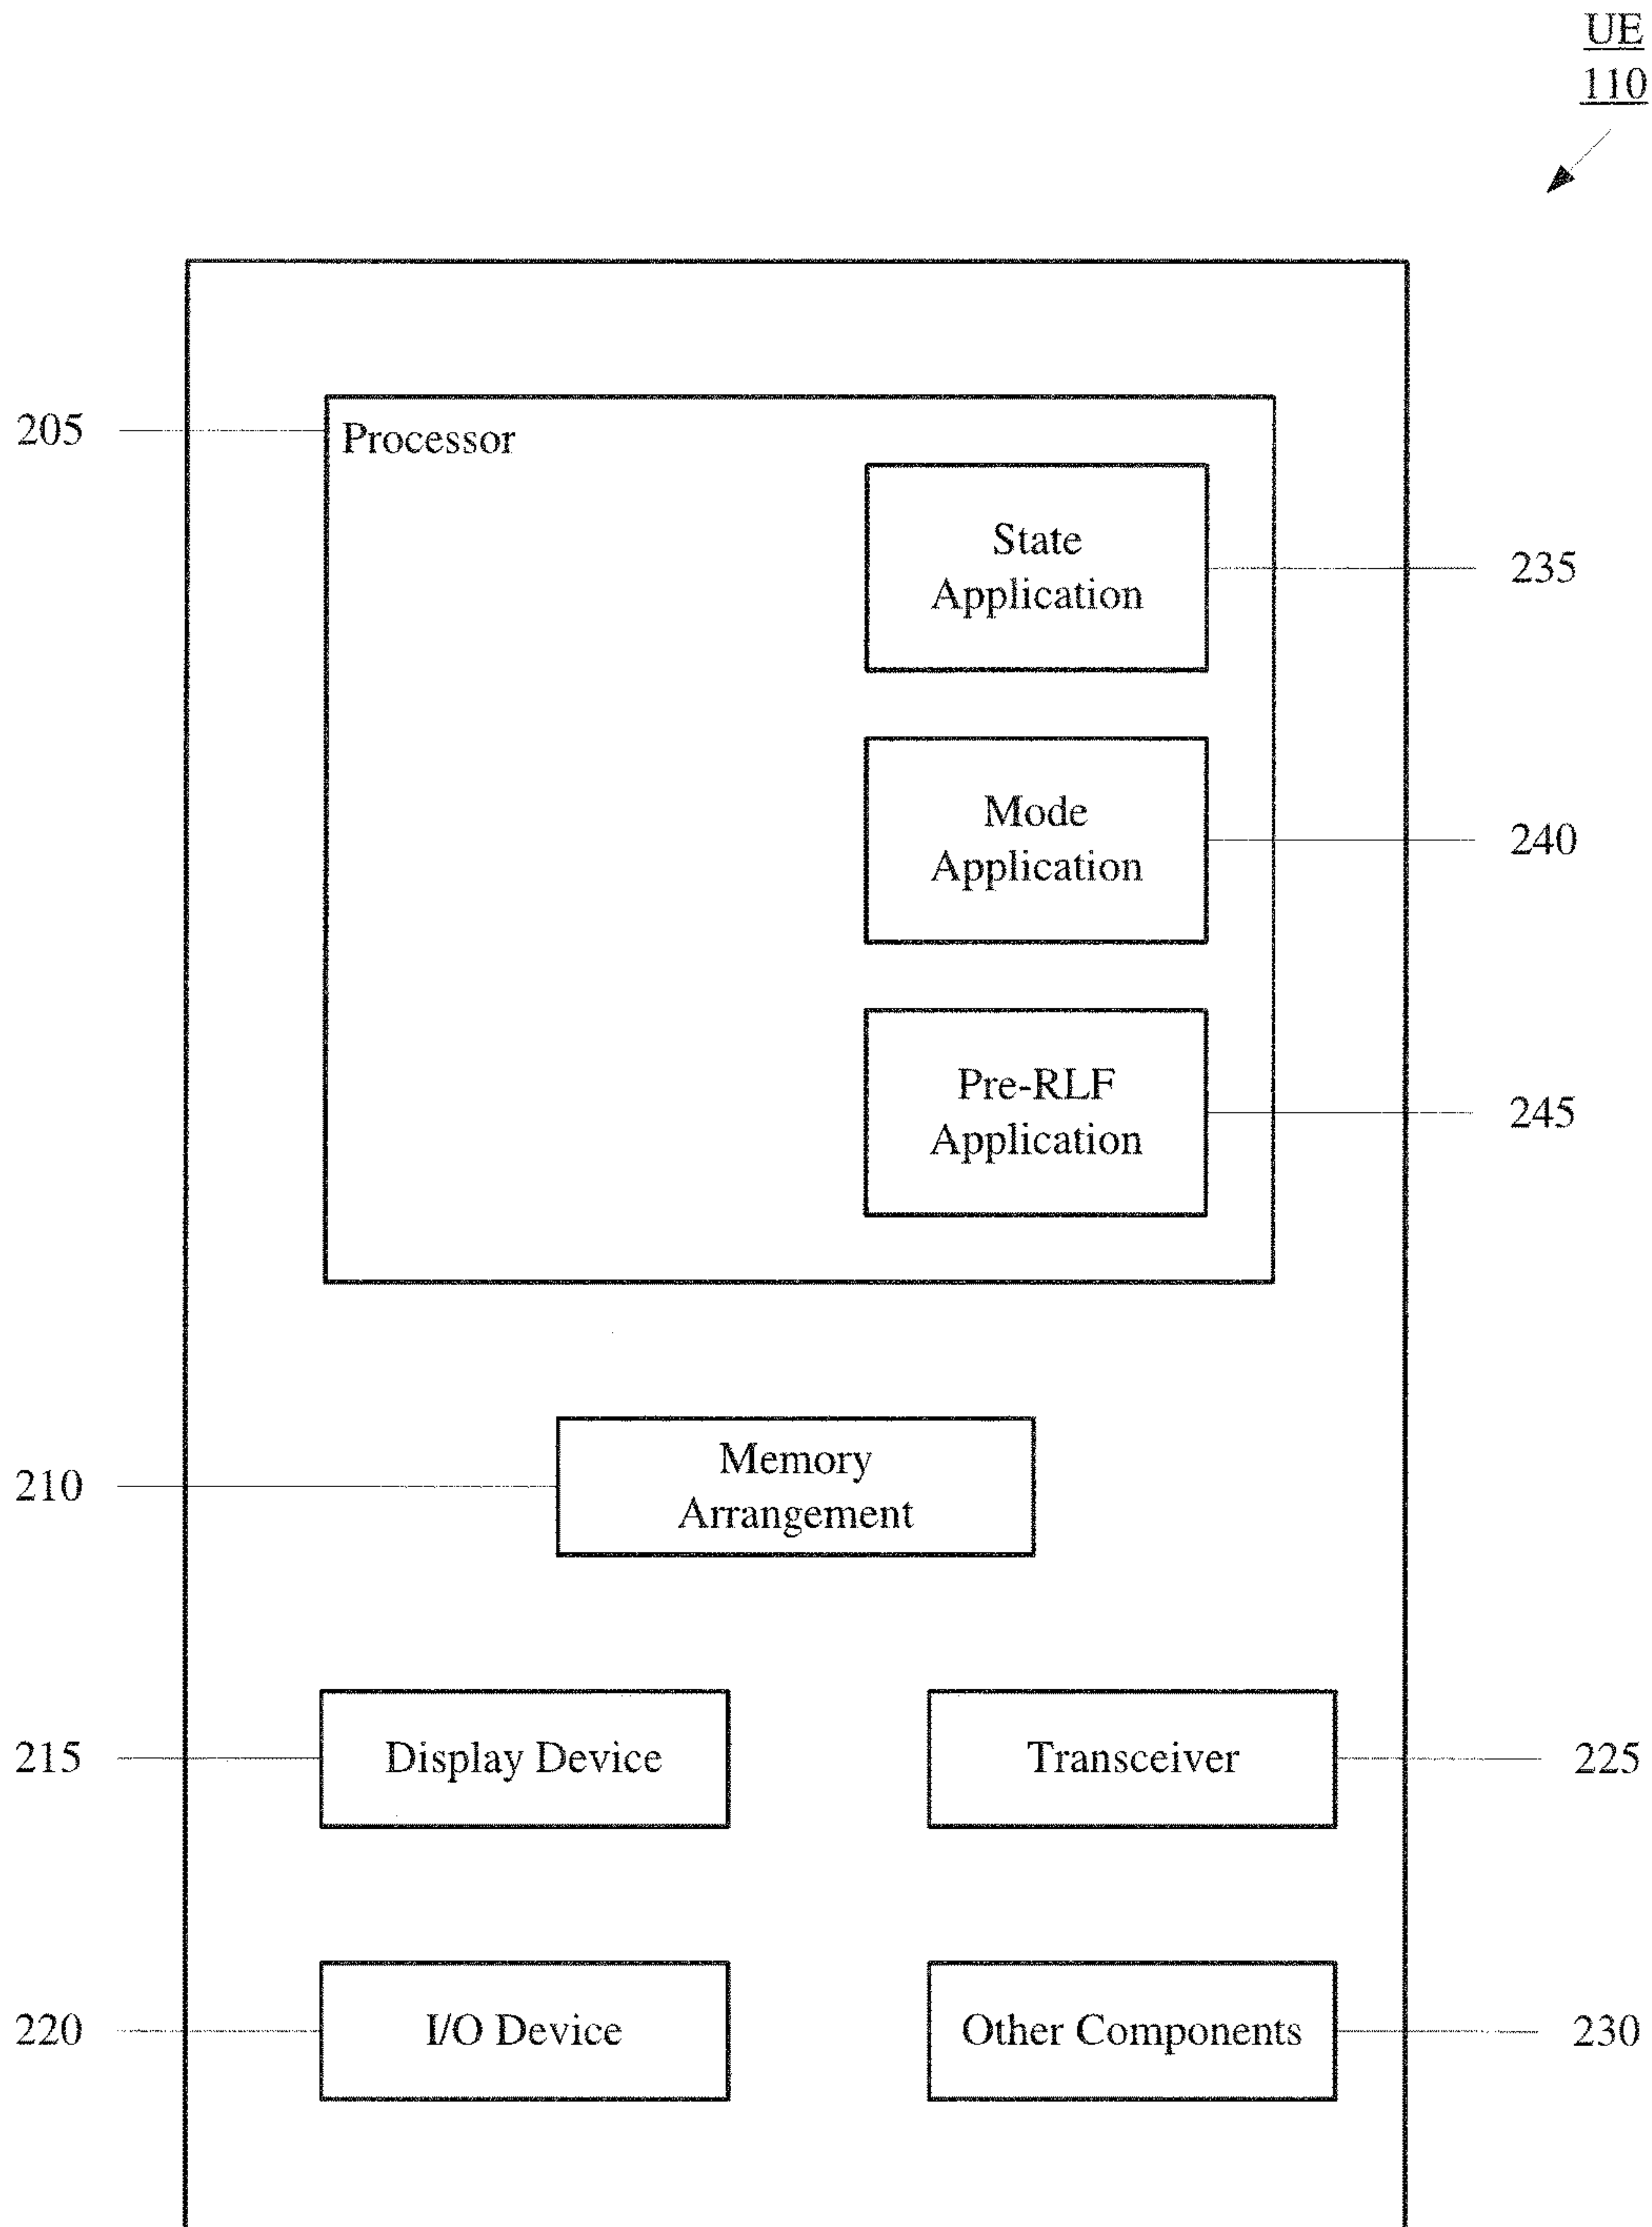 UE
110
205
Processor
State
Application
235
Mode
Application
240
Pre-RLF
Application
245
210
Memory
Arrangement
215
Display Device
Transceiver
225
220
I/O Device
Other Components
230